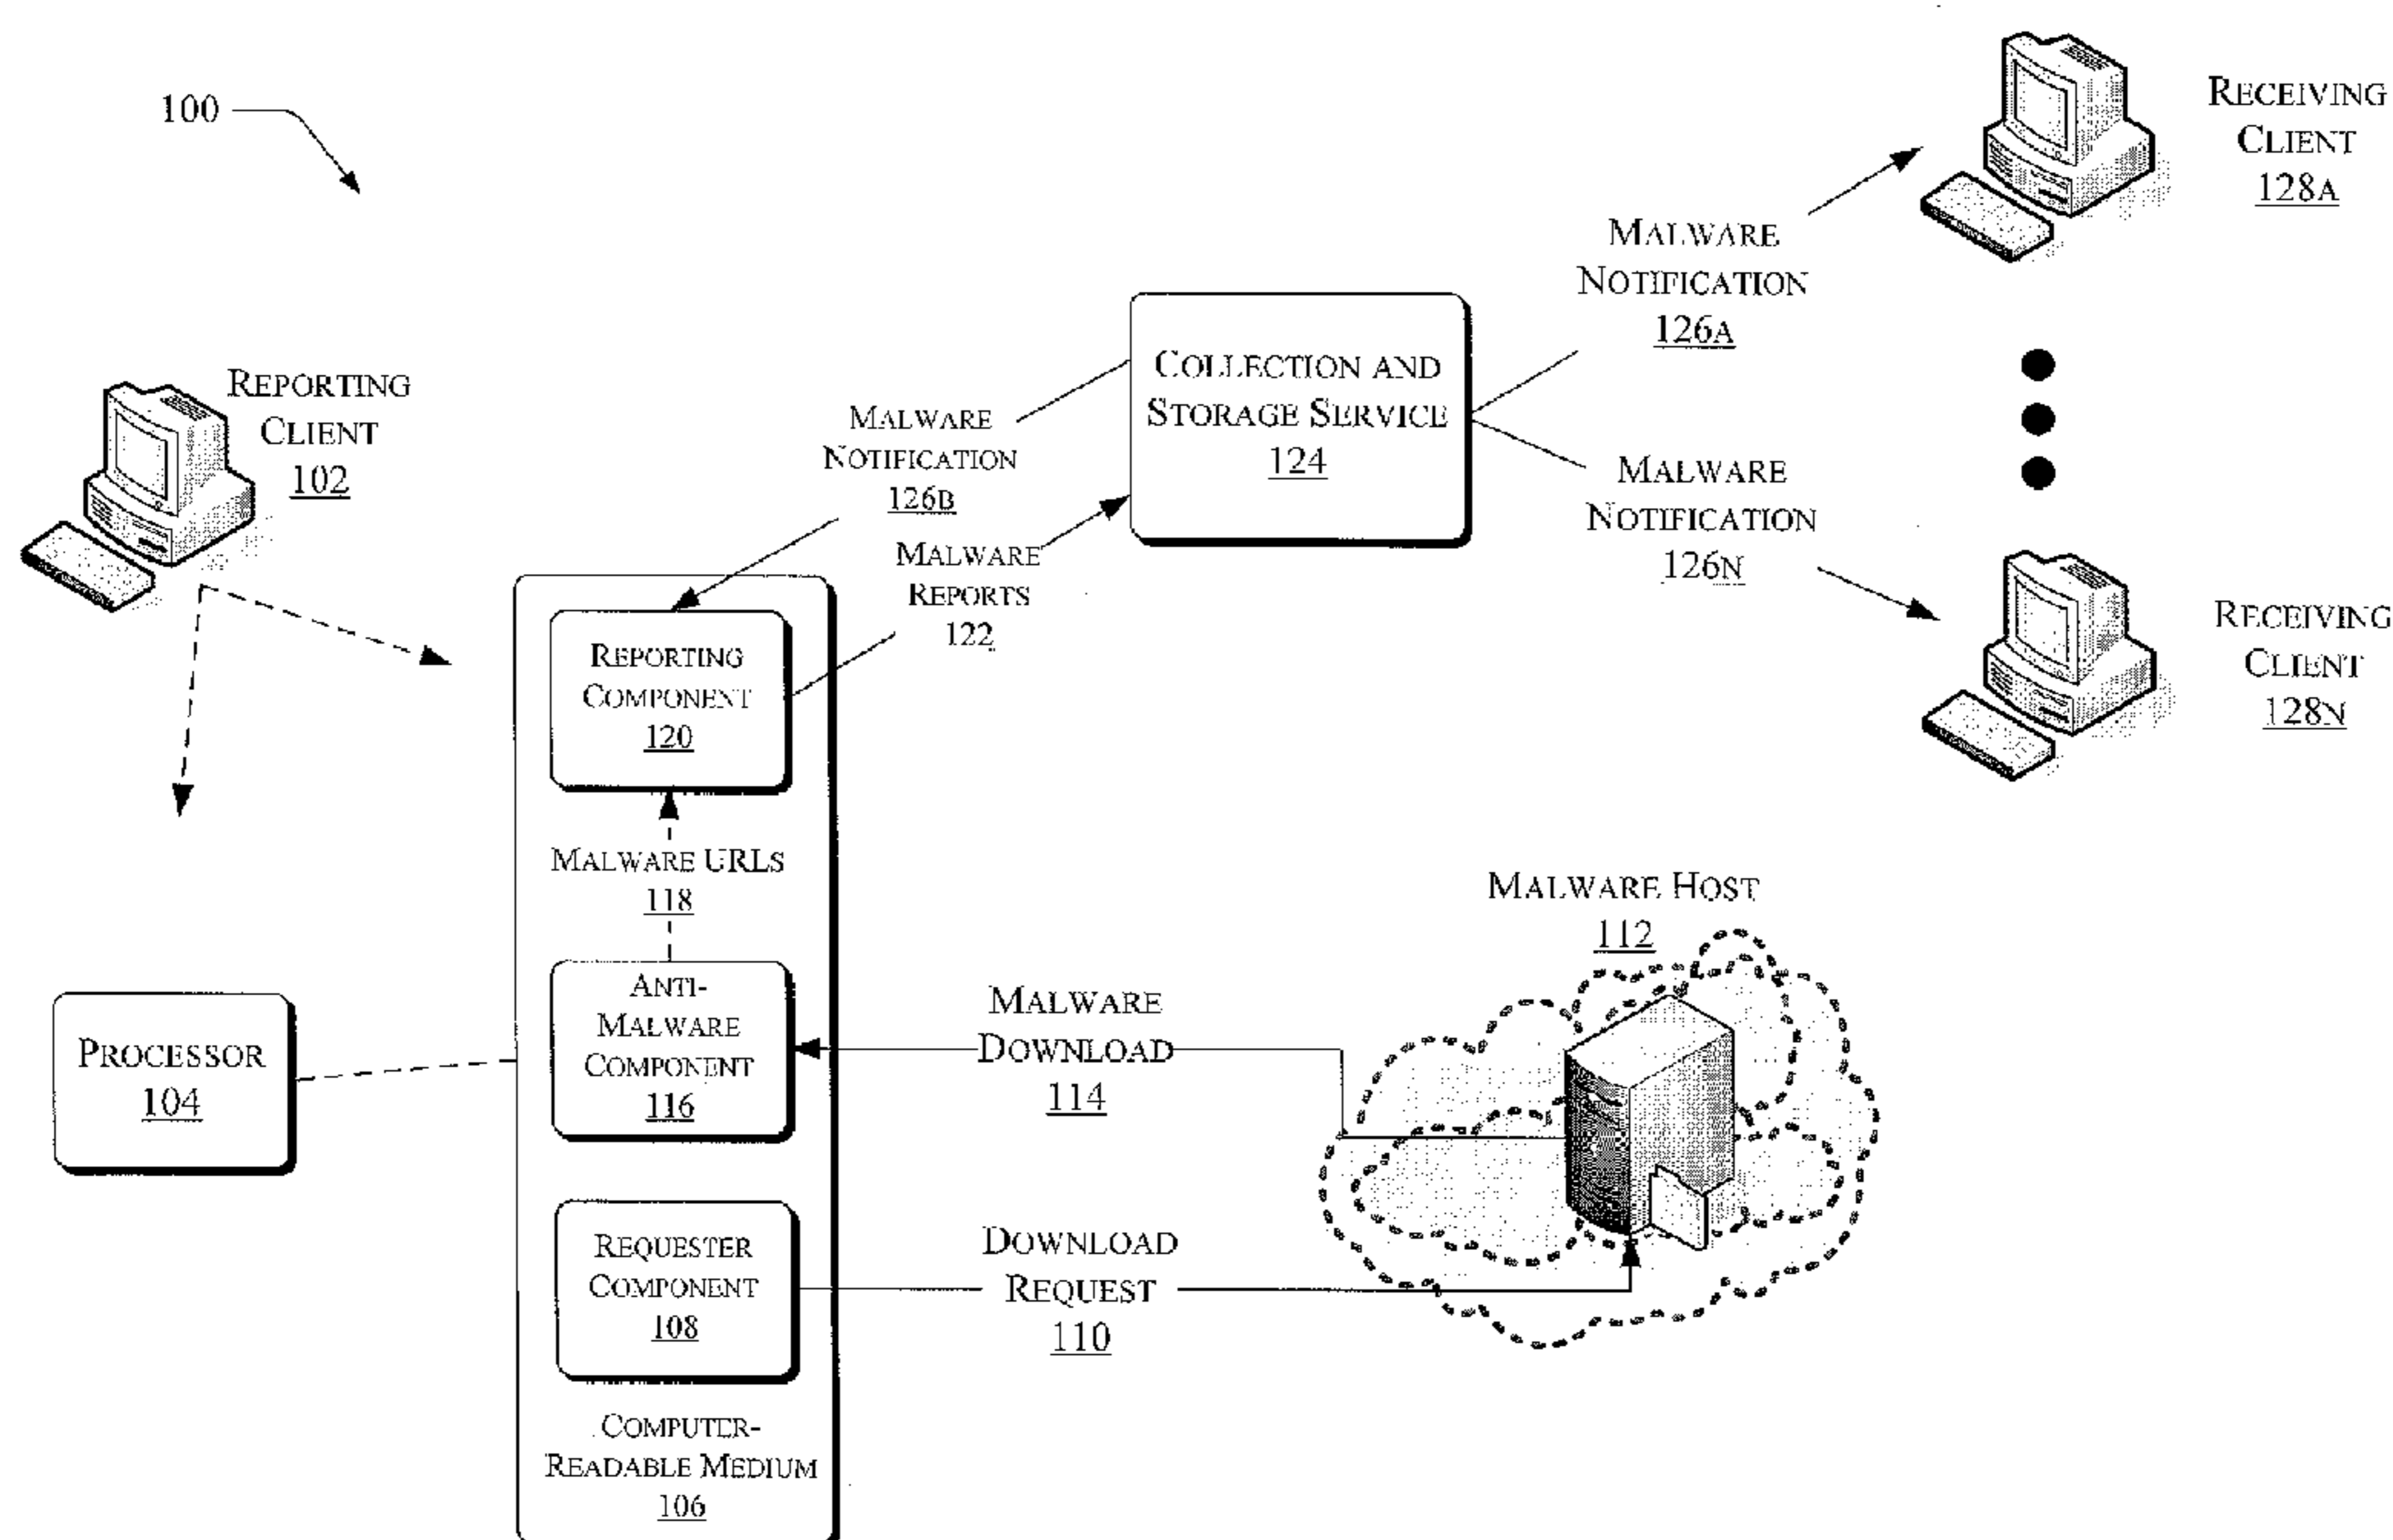 100
RECEIVING
CLIENT
128A
MALWARE
NOTIFICATION
126A
REPORTING
CLIENT
102
COLLECTION AND
STORAGE SERVICE
124
MALWARE
NOTIFICATION
126B
MALWARE
NOTIFICATION
126N
MALWARE
REPORTS
122
RECEIVING
CLIENT
128N
REPORTING
COMPONENT
120
MALWARE URLS
118
MALWARE HOST
112
ANTI-
MALWARE
COMPONENT
116
MALWARE
DOWNLOAD
114
PROCESSOR
104
REQUESTER
COMPONENT
108
DOWNLOAD
REQUEST
110
COMPUTER-
READABLE MEDIUM
106